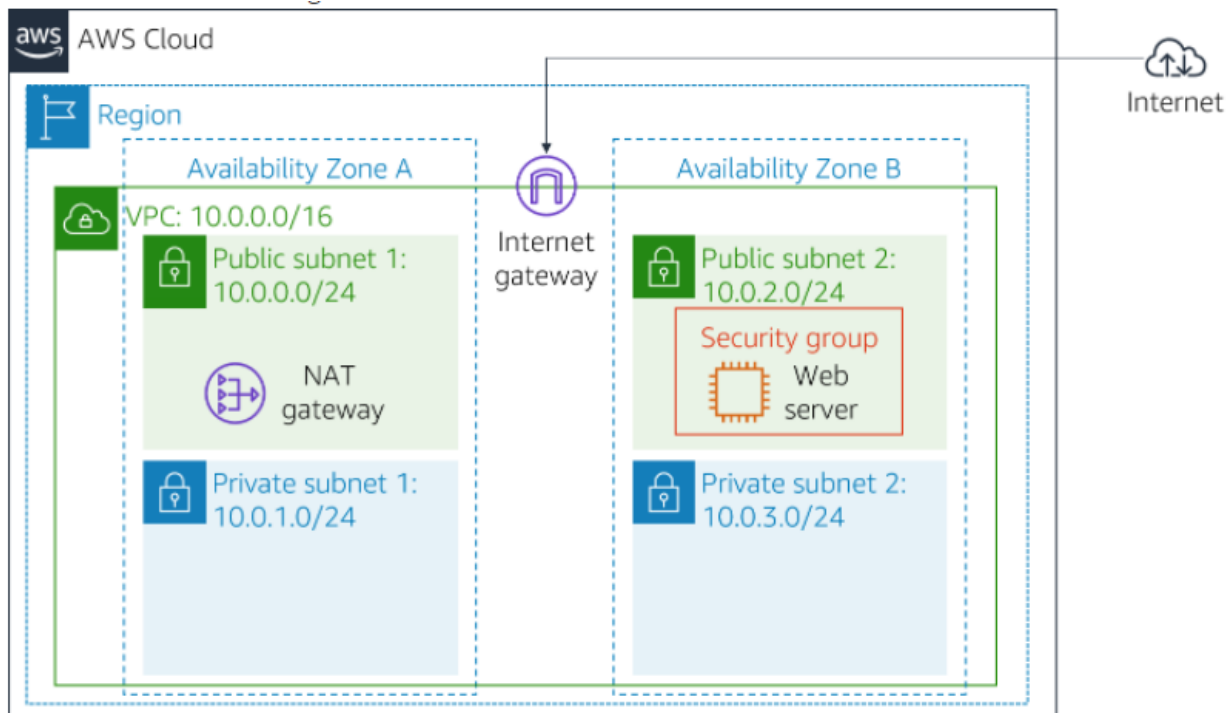 aws AWS Cloud
Internet
Region
Availability Zone A
Availability Zone B
VPC: 10.0.0.0/16
Internet
gateway
Public subnet 1:
10.0.0.0/24
NAT
gateway
Public subnet 2:
10.0.2.0/24
Security group
Web
server
Private subnet 1:
10.0.1.0/24
Private subnet 2:
10.0.3.0/24